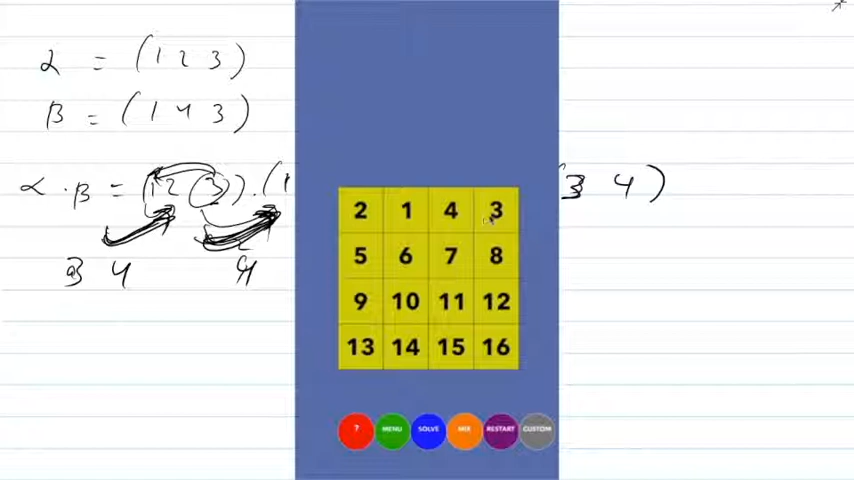 α = (1 2 3)
β = (1 4 3)
α · β = (1 2 (3)) . (1 3 4)
3 4 4
2 1 4 3
5 6 7 8
9 10 11 12
13 14 15 16
? MENU SOLVE MIX RESTART CUSTOM